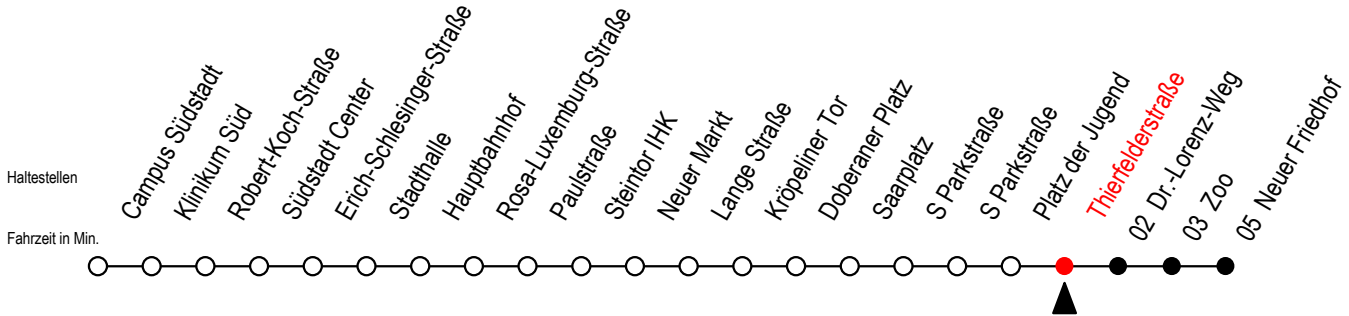 Haltestellen
Fahrzeit in Min.
Campus Südstadt
Klinikum Süd
Robert-Koch-Straße
Südstadt Center
Erich-Schlesinger-Straße
Stadthalle
Hauptbahnhof
Rosa-Luxemburg-Straße
Paulstraße
Steintor IHK
Neuer Markt
Lange Straße
Kröpeliner Tor
Doberaner Platz
Saarplatz
S Parkstraße
S Parkstraße
Platz der Jugend
Thierfelderstraße
02 Dr.-Lorenz-Weg
03 Zoo
05 Neuer Friedhof